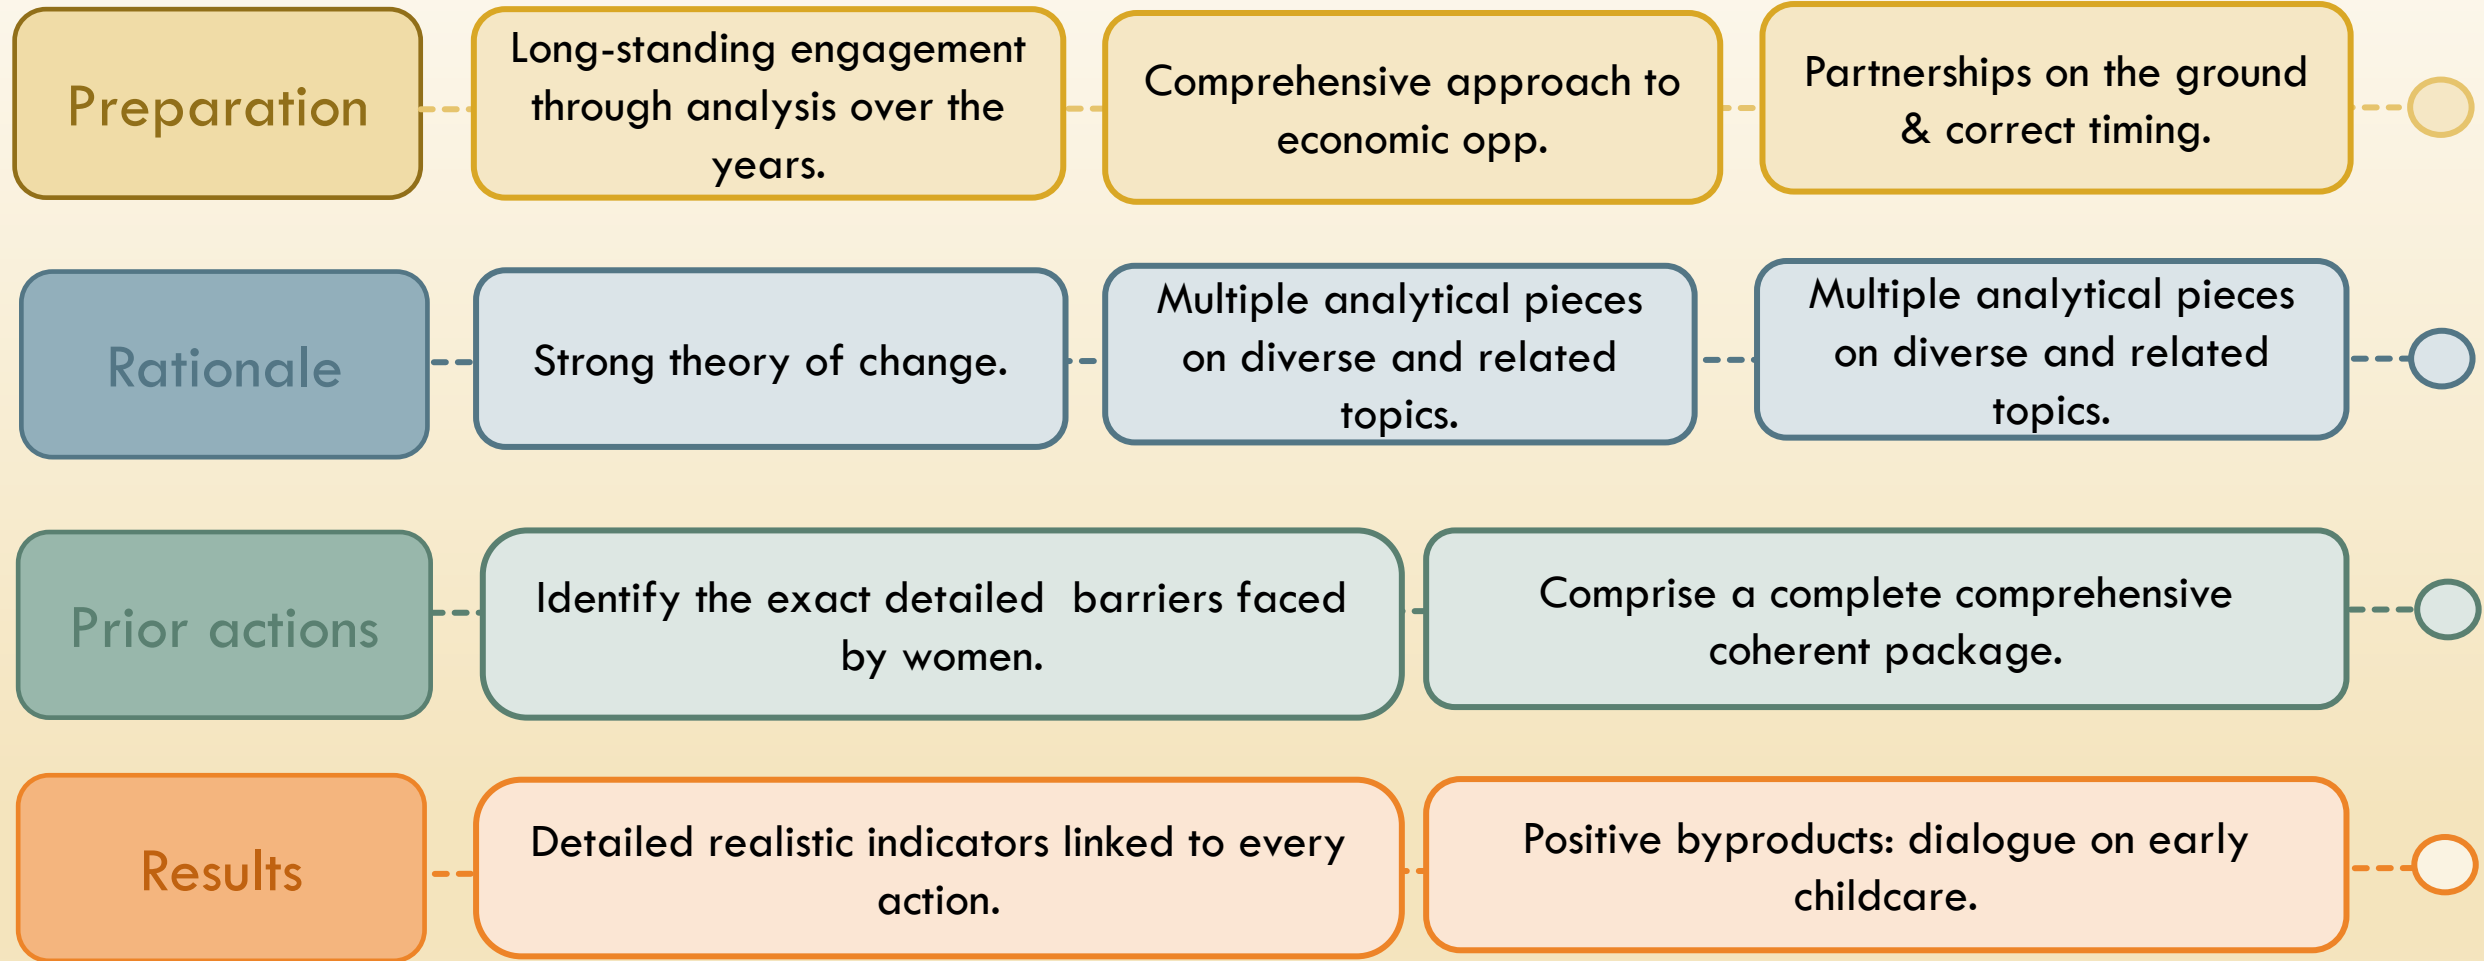 Preparation
Long-standing engagement
through analysis over the
years.
Comprehensive approach to
economic opp.
Partnerships on the ground
& correct timing.
Rationale
Strong theory of change.
Multiple analytical pieces
on diverse and related
topics.
Multiple analytical pieces
on diverse and related
topics.
Prior actions
Identify the exact detailed  barriers faced
by women.
Comprise a complete comprehensive
coherent package.
Results
Detailed realistic indicators linked to every
action.
Positive byproducts: dialogue on early
childcare.